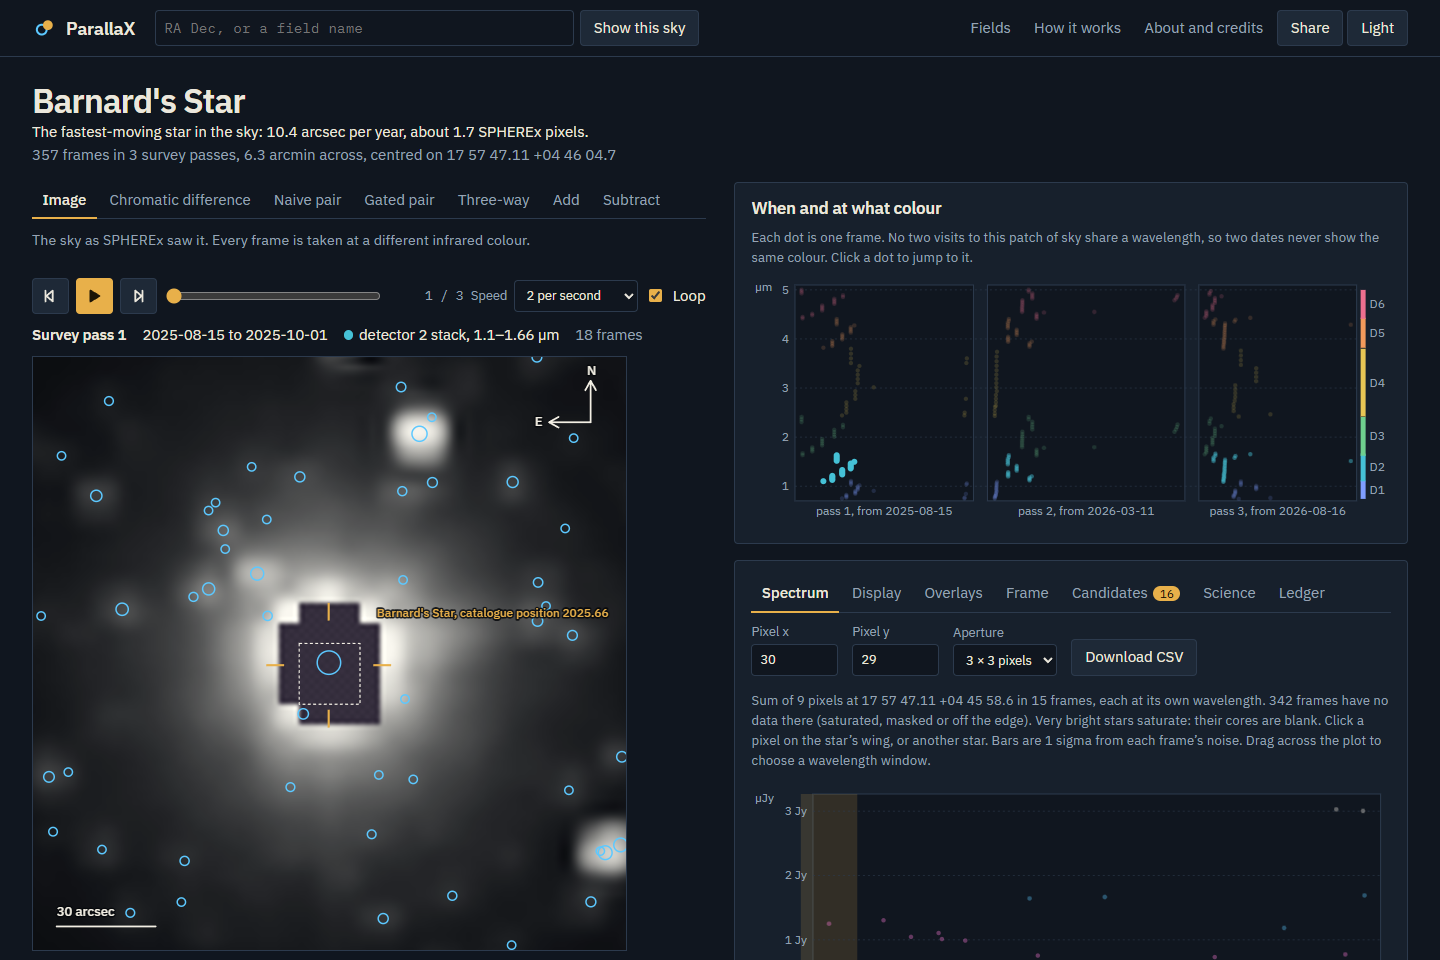 ParallaX
RA Dec, or a field name
Show this sky
Fields
How it works
About and credits
Share
Light
Barnard's Star
The fastest-moving star in the sky: 10.4 arcsec per year, about 1.7 SPHEREx pixels.
357 frames in 3 survey passes, 6.3 arcmin across, centred on 17 57 47.11 +04 46 04.7
Image
Chromatic difference
Naive pair
Gated pair
Three-way
Add
Subtract
The sky as SPHEREx saw it. Every frame is taken at a different infrared colour.
1 / 3
Speed
2 per second
Loop
Survey pass 1
2025-08-15 to 2025-10-01
detector 2 stack, 1.1–1.66 µm
18 frames
N
E
Barnard's Star, catalogue position 2025.66
30 arcsec
When and at what colour
Each dot is one frame. No two visits to this patch of sky share a wavelength, so two dates never show the
same colour. Click a dot to jump to it.
µm
5
4
3
2
1
D6
D5
D4
D3
D2
D1
pass 1, from 2025-08-15
pass 2, from 2026-03-11
pass 3, from 2026-08-16
Spectrum
Display
Overlays
Frame
Candidates 16
Science
Ledger
Pixel x
Pixel y
Aperture
30
29
3 × 3 pixels
Download CSV
Sum of 9 pixels at 17 57 47.11 +04 45 58.6 in 15 frames, each at its own wavelength. 342 frames have no
data there (saturated, masked or off the edge). Very bright stars saturate: their cores are blank. Click a
pixel on the star’s wing, or another star. Bars are 1 sigma from each frame’s noise. Drag across the plot to
choose a wavelength window.
µJy
3 Jy
2 Jy
1 Jy